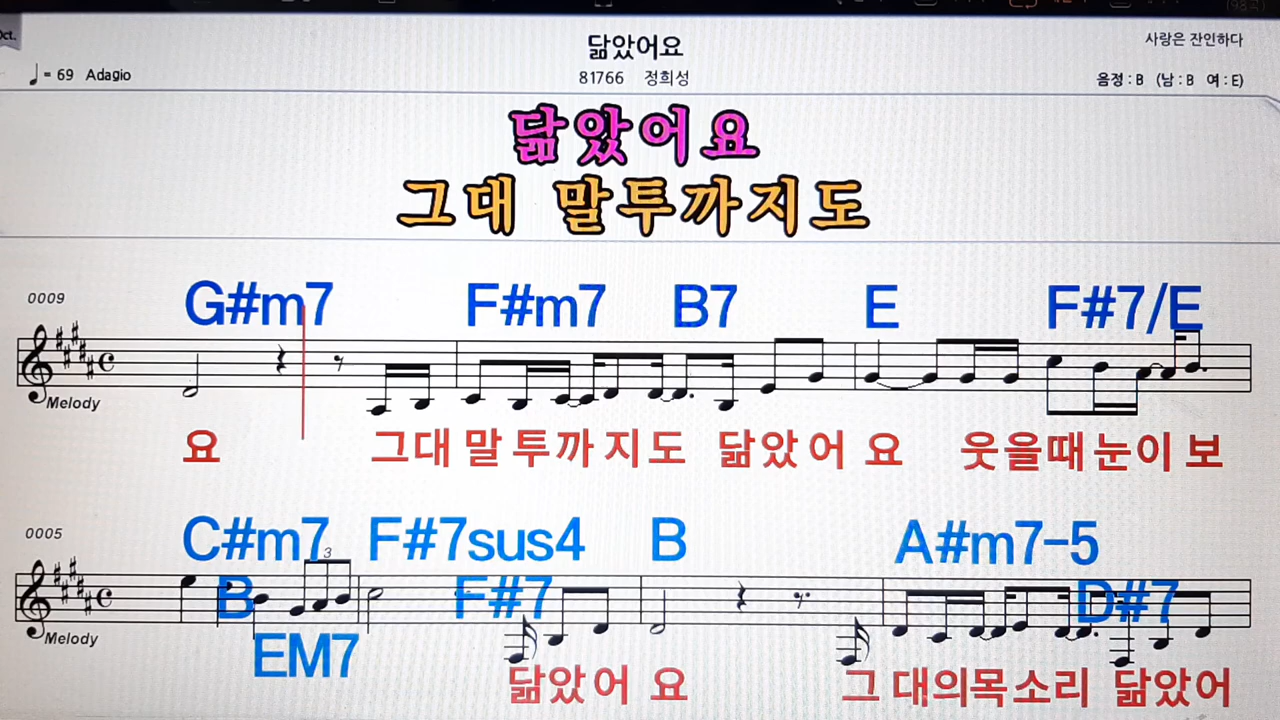 Oct.
닮았어요
사랑은 잔인하다
= 69 Adagio
81766 정희성
음정 : B (남 : B 여 : E)
닮았어요
그대 말투까지도
0009
G#m7 F#m7 B7 E F#7/E
Melody
요 그대 말투까지도 닮았어요 웃을때 눈이 보
0005
C#m7 F#7sus4 B A#m7-5
3
B F#7 D#7
Melody
EM7
닮았어요 그대의목소리 닮았어